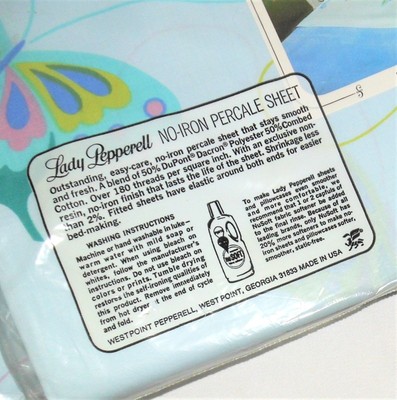 Lady Pepperell NO-IRON PERCALE SHEET
Outstanding, easy-care, no-iron percale sheet that stays smooth
and fresh. A blend of 50% DuPont® Dacron® Polyester 50% Combed
Cotton. Over 180 threads per square inch. With an exclusive non-
resin, no-iron finish that lasts the life of the sheet. Shrinkage less
than 2%. Fitted sheets have elastic around both ends for easier
bed-making.
WASHING INSTRUCTIONS
Machine or hand washable in luke-
warm water with mild soap or
detergent. When using bleach on
whites, follow the manufacturer's
instructions. Do not use bleach on
colors or prints. Tumble drying
restores the self-ironing qualities of
this product. Remove immediately
from hot dryer at the end of cycle
and fold.
To make Lady Pepperell sheets
and pillowcases even smoother
and more comfortable, we
recommend that 1 or 2 capfuls of
NuSoft fabric softener be added
to the final rinse. Because of all
leading brands, only NuSoft has
50% more softeners to make no-
iron sheets and pillowcases softer,
smoother, static-free.
NuSOFT
WESTPOINT PEPPERELL, WEST POINT, GEORGIA 31833 MADE IN USA